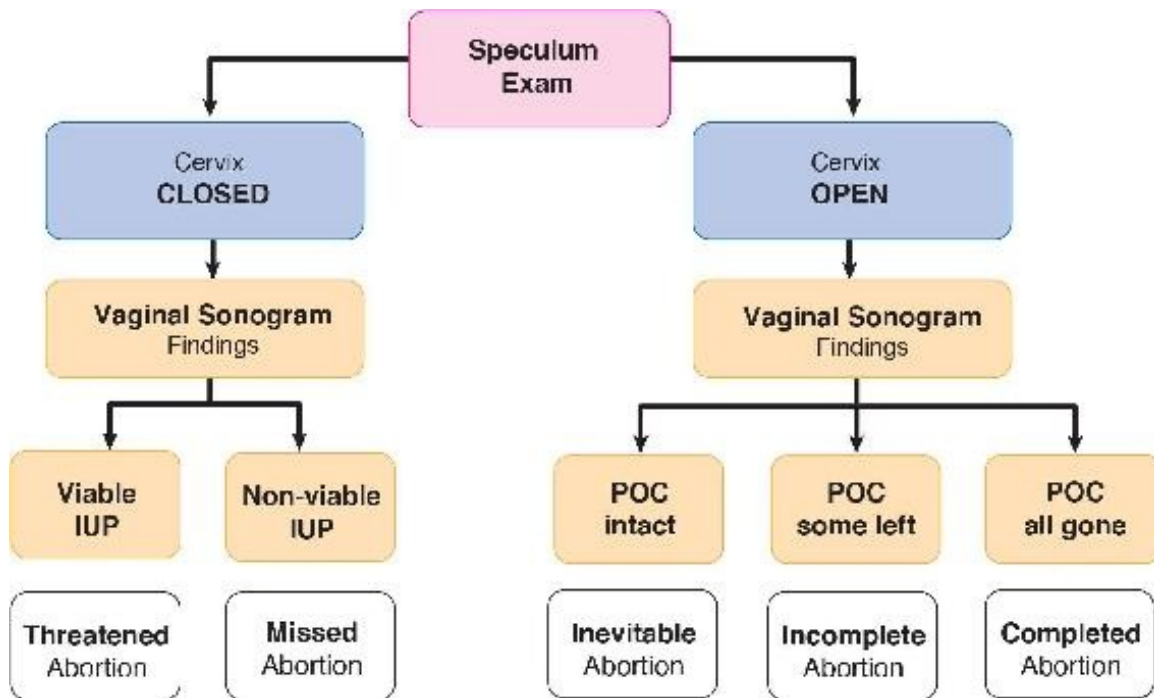 Speculum
Exam
Cervix
CLOSED
Cervix
OPEN
Vaginal Sonogram
Findings
Vaginal Sonogram
Findings
Viable
IUP
Non-viable
IUP
POC
intact
POC
some left
POC
all gone
Threatened
Abortion
Missed
Abortion
Inevitable
Abortion
Incomplete
Abortion
Completed
Abortion